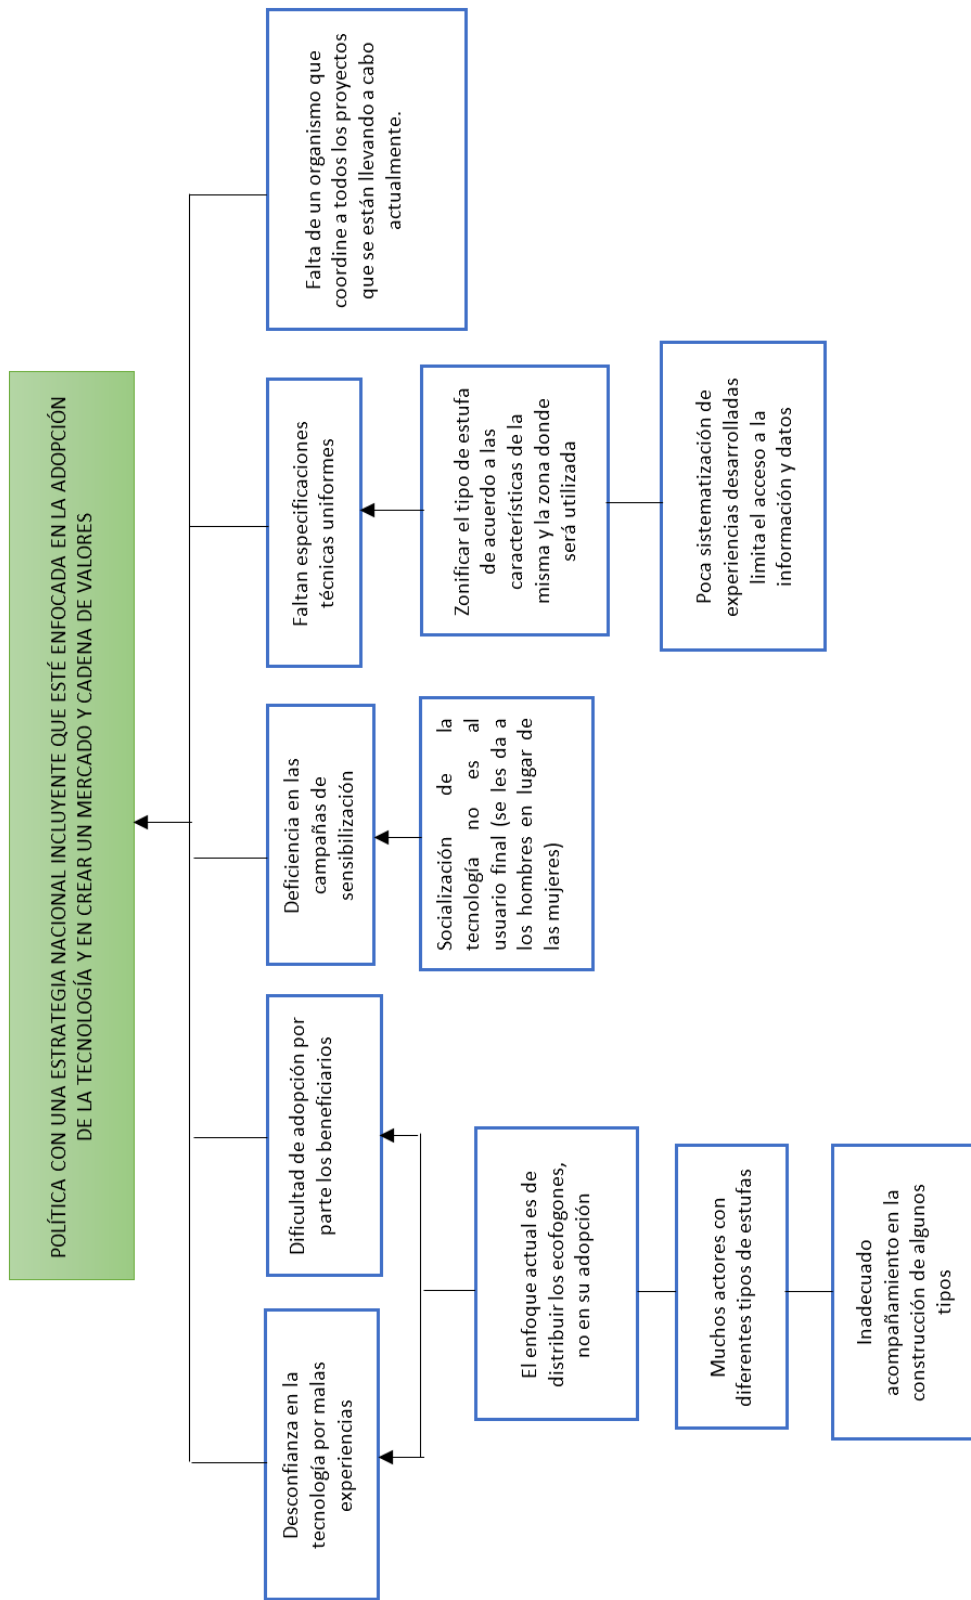 POLÍTICA CON UNA ESTRATEGIA NACIONAL INCLUYENTE QUE ESTÉ ENFOCADA EN LA ADOPCIÓN
DE LA TECNOLOGÍA Y EN CREAR UN MERCADO Y CADENA DE VALORES
Desconfianza en la
tecnología por malas
experiencias
Dificultad de adopción por
parte los beneficiarios
Deficiencia en las
campañas de
sensibilización
Faltan especificaciones
técnicas uniformes
Falta de un organismo que
coordine a todos los proyectos
que se están llevando a cabo
actualmente.
El enfoque actual es de
distribuir los ecofogones,
no en su adopción
Socialización de la
tecnología no es al
usuario final (se les da a
los hombres en lugar de
las mujeres)
Zonificar el tipo de estufa
de acuerdo a las
características de la
misma y la zona donde
será utilizada
Muchos actores con
diferentes tipos de estufas
Poca sistematización de
experiencias desarrolladas
limita el acceso a la
información y datos
Inadecuado
acompañamiento en la
construcción de algunos
tipos